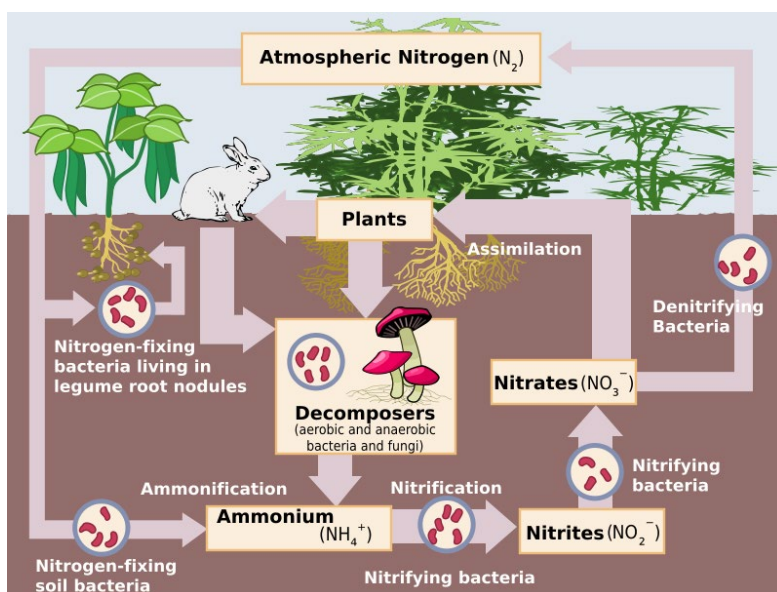 Atmospheric Nitrogen (N₂)
Plants
Assimilation
Nitrogen-fixing
bacteria living in
legume root nodules
Denitrifying
Bacteria
Decomposers
(aerobic and anaerobic
bacteria and fungi)
Nitrates (NO₃⁻)
Ammonification
Nitrification
Nitrifying
bacteria
Ammonium
(NH₄⁺)
Nitrites (NO₂⁻)
Nitrogen-fixing
soil bacteria
Nitrifying bacteria